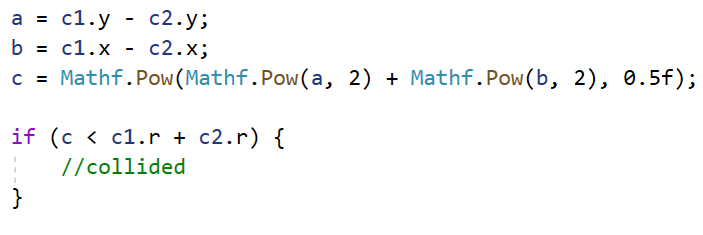 a = c1.y - c2.y;
b = c1.x - c2.x;
c = Mathf.Pow(Mathf.Pow(a, 2) + Mathf.Pow(b, 2), 0.5f);
if (c < c1.r + c2.r) {
    //collided
}